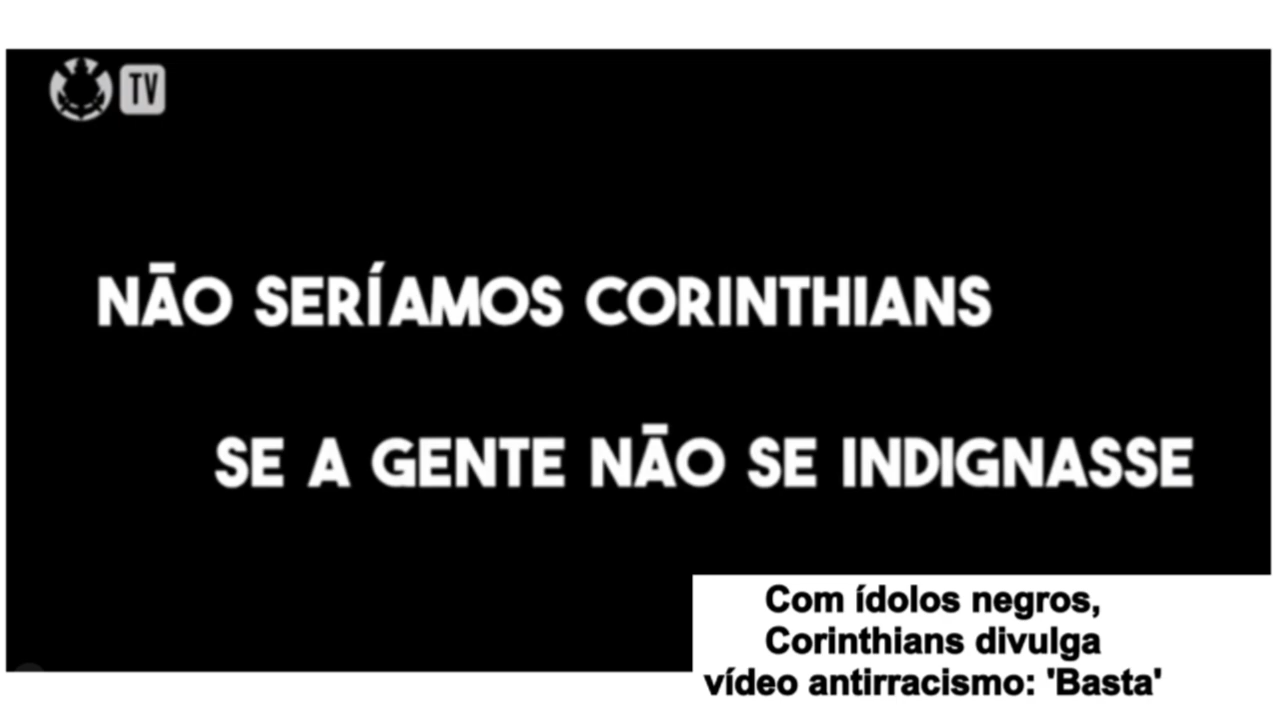 TV
NÃO SERÍAMOS CORINTHIANS
SE A GENTE NÃO SE INDIGNASSE
Com ídolos negros,
Corinthians divulga
vídeo antirracismo: 'Basta'